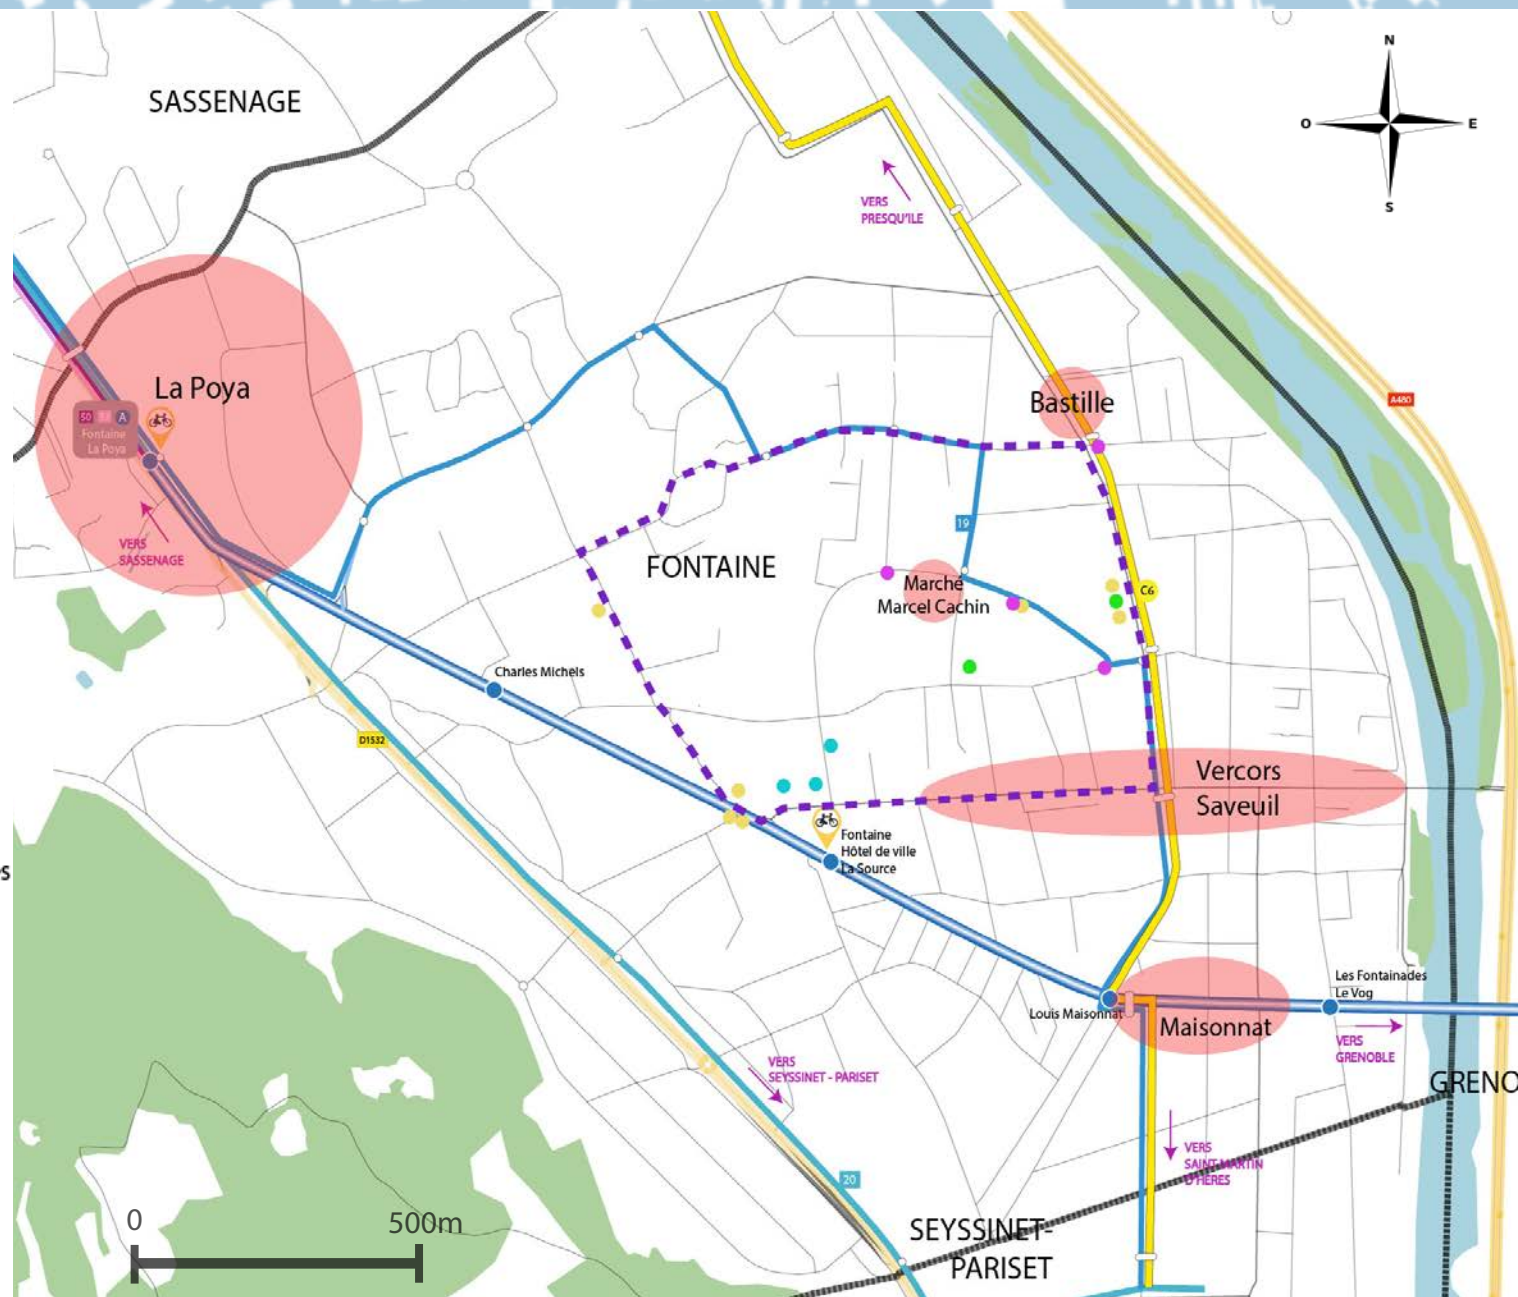 N
O
E
S
SASSENAGE
VERS
PRESQU'ILE
La Poya
50
A
Fontaine
La Poya
Bastille
A480
VERS
SASSENAGE
19
FONTAINE
Marché
Marcel Cachin
C6
Charles Michels
D1532
Vercors
Saveuil
Fontaine
Hôtel de ville
La Source
Les Fontainades
Le Vog
Louis Maisonnat
Maisonnat
VERS
GRENOBLE
VERS
SEYSSINET - PARISET
GRENO
VERS
SAINT-MARTIN
D'HERES
20
SEYSSINET-
PARISET
0
500m